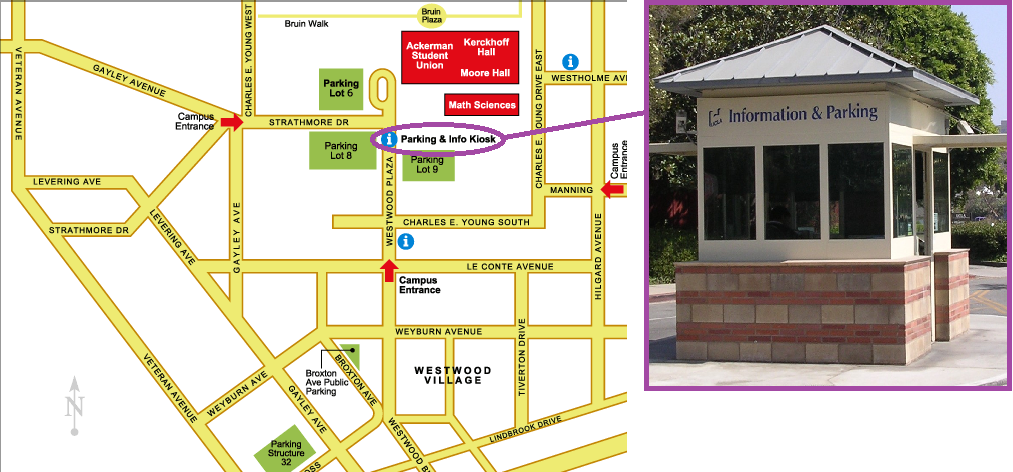 Bruin
Plaza
Bruin Walk
CHARLES E. YOUNG WEST
VETERAN AVENUE
GAYLEY AVENUE
Ackerman
Student
Union
Kerckhoff
Hall
Moore Hall
CHARLES E. YOUNG DRIVE EAST
i
WESTHOLME AV
Parking
Lot 6
Math Sciences
Campus
Entrance
STRATHMORE DR
i
Parking & Info Kiosk
Parking
Lot 8
Parking
Lot 9
WESTWOOD PLAZA
Campus
Entrance
MANNING
LEVERING AVE
STRATHMORE DR
LEVERING AVE
GAYLEY AVE
CHARLES E. YOUNG SOUTH
i
HILGARD AVENUE
LE CONTE AVENUE
Campus
Entrance
WEYBURN AVENUE
TIVERTON DRIVE
Broxton
Ave Public
Parking
BROXTON AVE
WESTWOOD
VILLAGE
VETERAN AVENUE
WEYBURN AVE
GAYLEY AVE
N
WESTWOOD B
LINDBROOK DRIVE
Parking
Structure
32
OSS
UCLA
Information & Parking